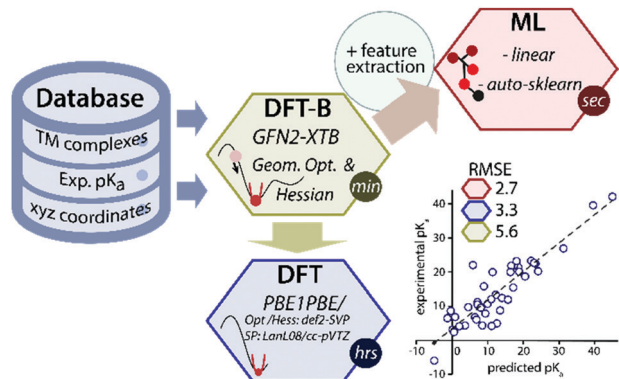 Database
TM complexes
Exp. pKa
xyz coordinates
DFT-B
GFN2-XTB
Geom. Opt. &
Hessian
min
+ feature
extraction
ML
- linear
- auto-sklearn
sec
DFT
PBE1PBE/
Opt/Hess: def2-SVP
SP: LanL08/cc-pVTZ
hrs
RMSE
2.7
3.3
5.6
experimental pKa
40
30
20
10
0
0
10
20
30
40
predicted pKa